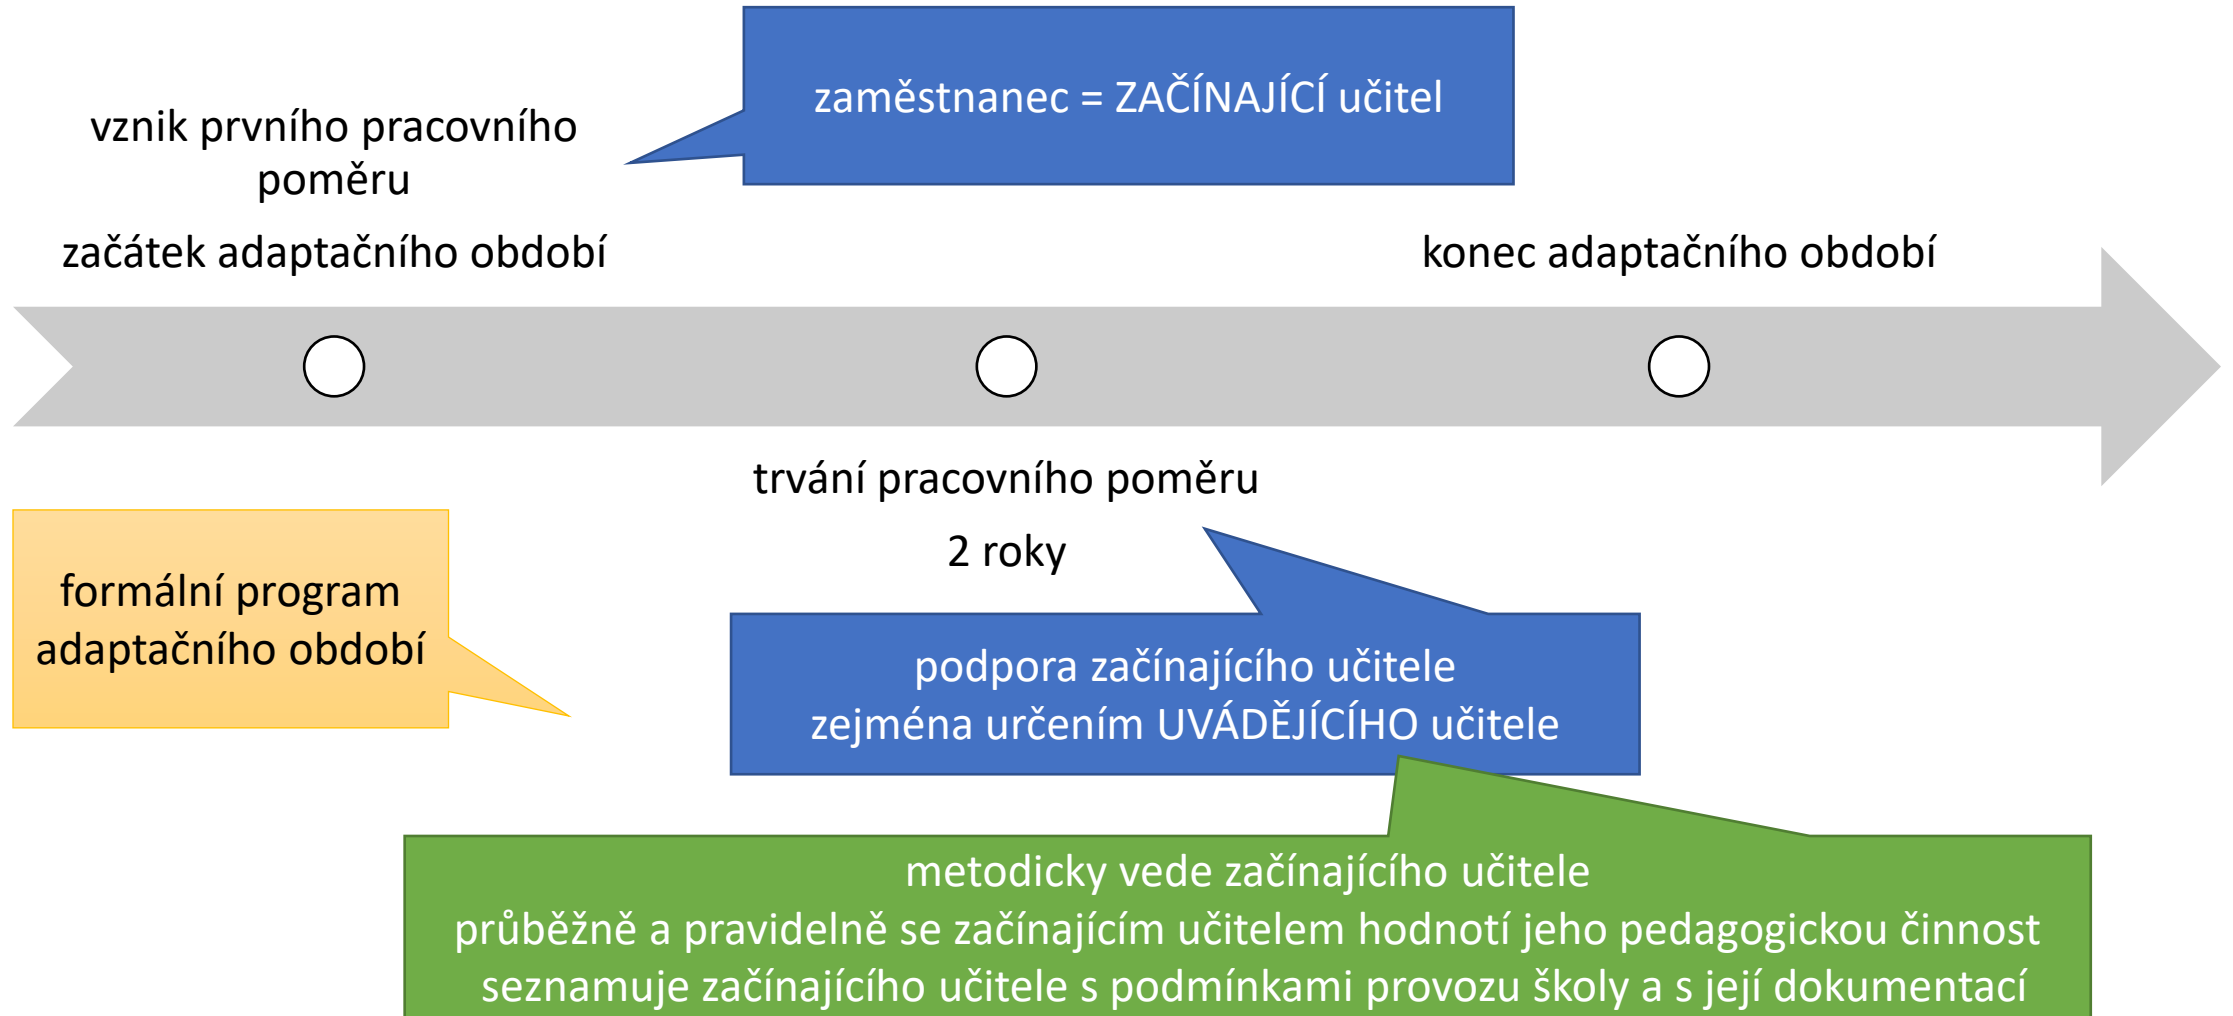 zaměstnanec = ZAČÍNAJÍCÍ učitel
vznik prvního pracovního
poměru
začátek adaptačního období
konec adaptačního období
trvání pracovního poměru
2 roky
formální program
adaptačního období
podpora začínajícího učitele
zejména určením UVÁDĚJÍCÍHO učitele
metodicky vede začínajícího učitele
průběžně a pravidelně se začínajícím učitelem hodnotí jeho pedagogickou činnost
seznamuje začínajícího učitele s podmínkami provozu školy a s její dokumentací